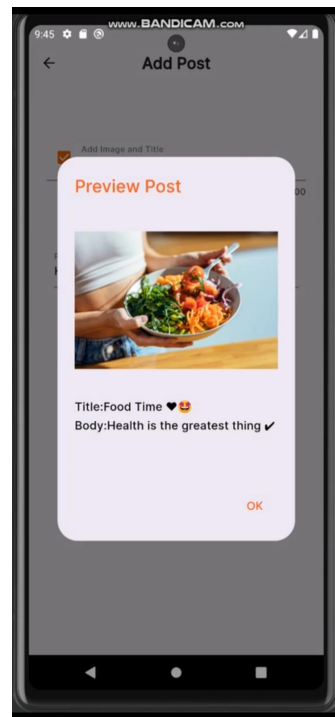 www.BANDICAM.com
9:45
Add Post
Add Image and Title
00
Preview Post
Title:Food Time 🖤🤩
Body:Health is the greatest thing ✔
OK